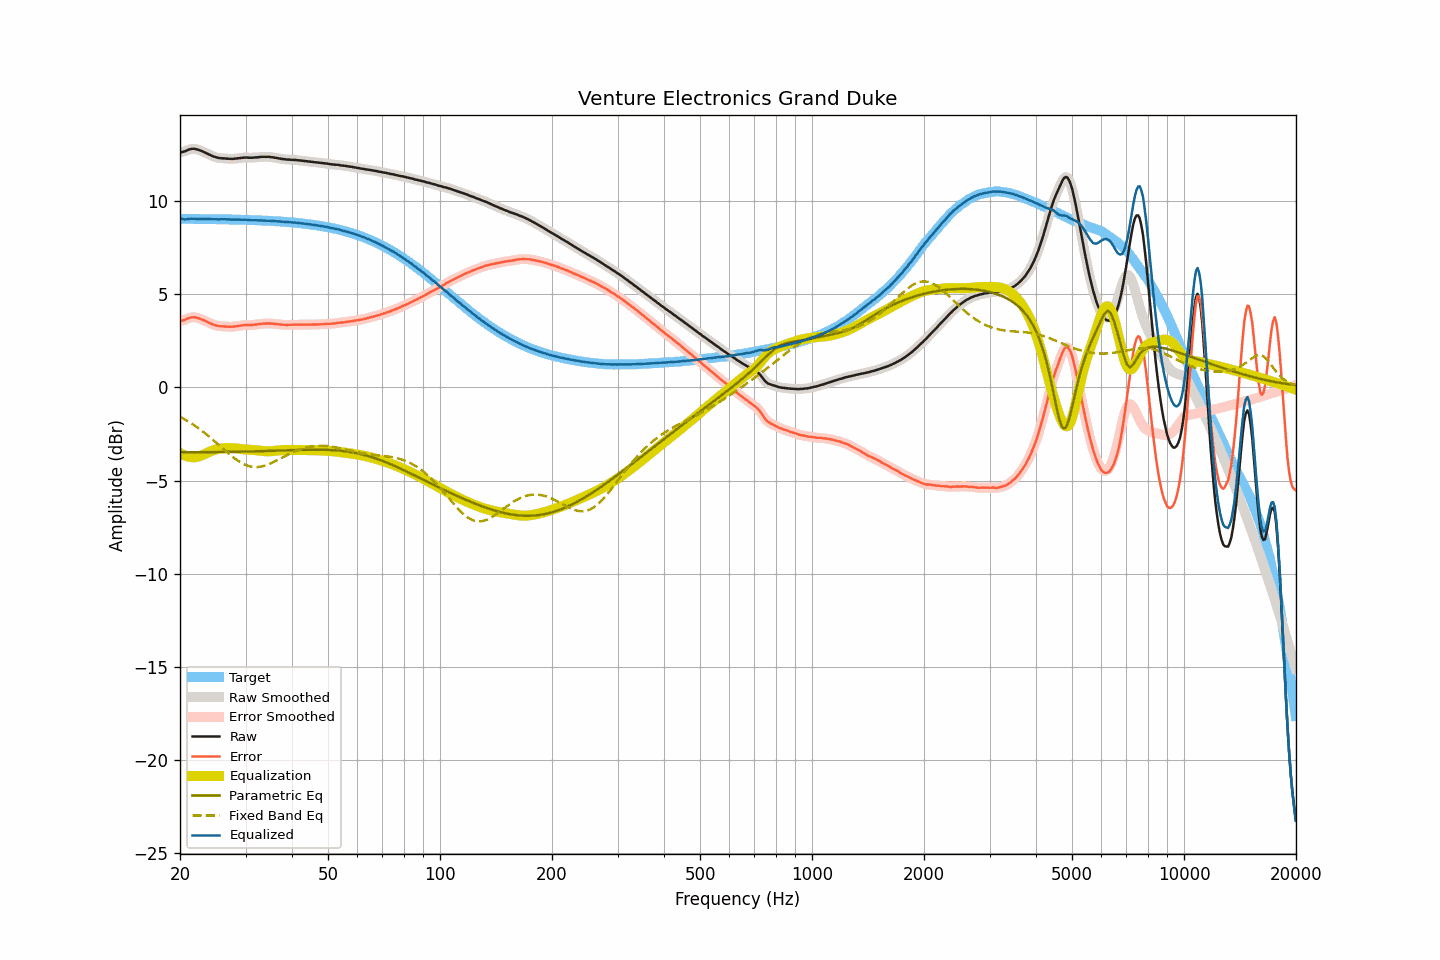 Venture Electronics Grand Duke
Amplitude (dBr)
10
5
0
−5
−10
−15
−20
−25
Target
Raw Smoothed
Error Smoothed
Raw
Error
Equalization
Parametric Eq
Fixed Band Eq
Equalized
20 50 100 200 500 1000 2000 5000 10000 20000
Frequency (Hz)